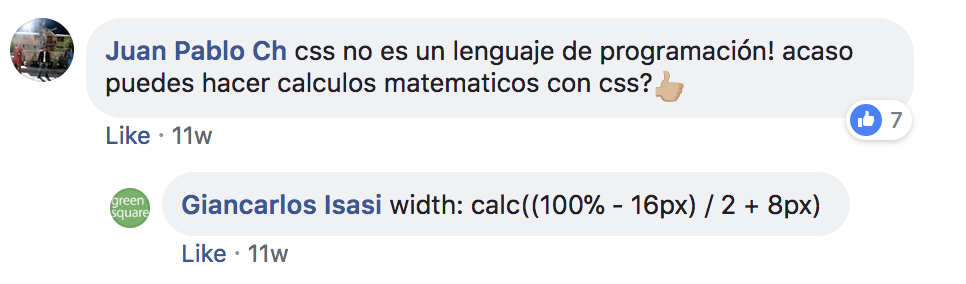 Juan Pablo Ch css no es un lenguaje de programación! acaso
puedes hacer calculos matematicos con css?👍🏼
7
Like · 11w
green
square
Giancarlos Isasi width: calc((100% - 16px) / 2 + 8px)
Like · 11w